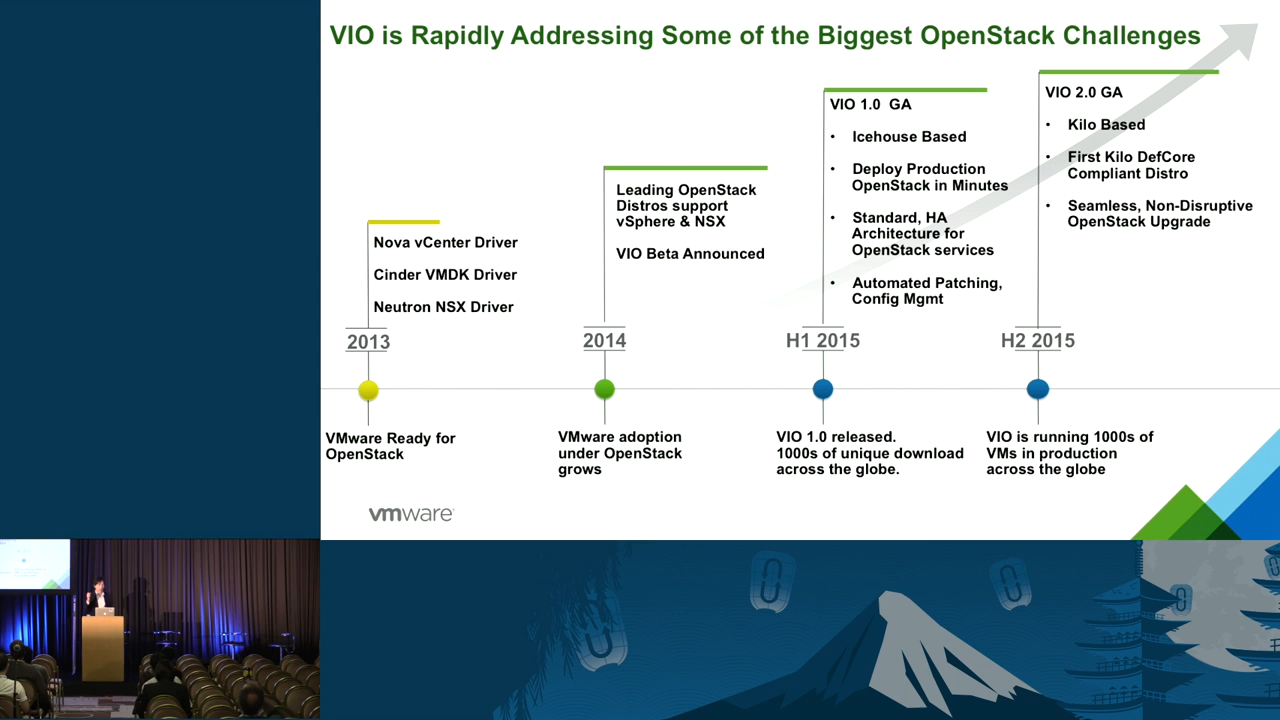 VIO is Rapidly Addressing Some of the Biggest OpenStack Challenges
Nova vCenter Driver
Cinder VMDK Driver
Neutron NSX Driver
2013
VMware Ready for
OpenStack
Leading OpenStack
Distros support
vSphere & NSX
VIO Beta Announced
2014
VMware adoption
under OpenStack
grows
VIO 1.0 GA
• Icehouse Based
• Deploy Production
OpenStack in Minutes
• Standard, HA
Architecture for
OpenStack services
• Automated Patching,
Config Mgmt
H1 2015
VIO 1.0 released.
1000s of unique download
across the globe.
VIO 2.0 GA
• Kilo Based
• First Kilo DefCore
Compliant Distro
• Seamless, Non-Disruptive
OpenStack Upgrade
H2 2015
VIO is running 1000s of
VMs in production
across the globe
vmware